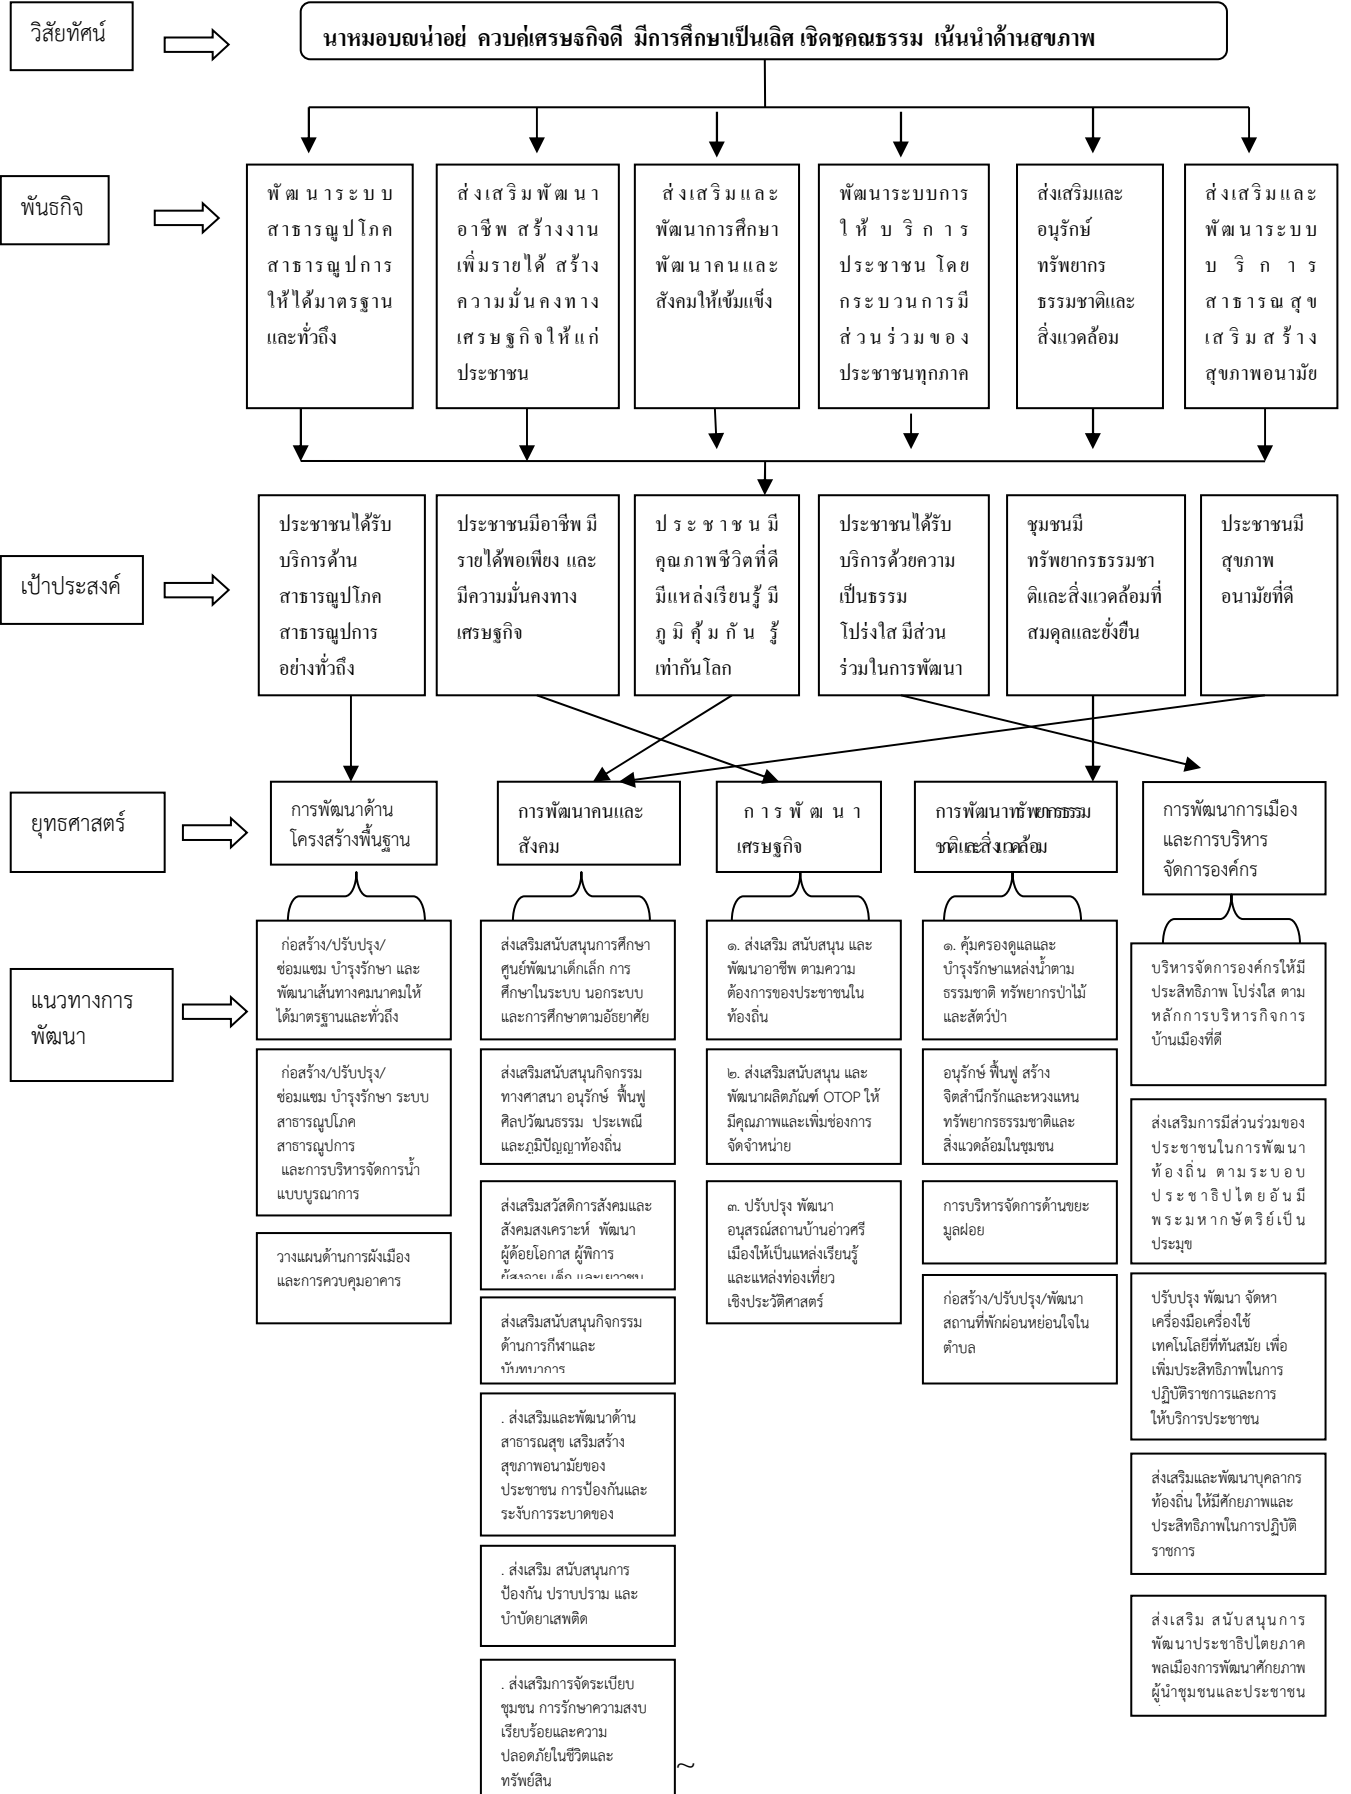 วิสัยทัศน์
นาหมอบุญน่าอยู่ ควบคู่เศรษฐกิจดี มีการศึกษาเป็นเลิศ เชิดชูคุณธรรม เน้นนำด้านสุขภาพ
พันธกิจ
พัฒนาระบบ
สาธารณูปโภค
สาธารณูปการ
ให้ได้มาตรฐาน
และทั่วถึง
ส่งเสริมพัฒนา
อาชีพ สร้างงาน
เพิ่มรายได้ สร้าง
ความมั่นคงทาง
เศรษฐกิจให้แก่
ประชาชน
ส่งเสริมและ
พัฒนาการศึกษา
พัฒนาคนและ
สังคมให้เข้มแข็ง
พัฒนาระบบการ
ให้บริการ
ประชาชน โดย
กระบวนการมี
ส่วนร่วมของ
ประชาชนทุกภาค
ส่งเสริมและ
อนุรักษ์
ทรัพยากร
ธรรมชาติและ
สิ่งแวดล้อม
ส่งเสริมและ
พัฒนาระบบ
บริการ
สาธารณสุข
เสริมสร้าง
สุขภาพอนามัย
เป้าประสงค์
ประชาชนได้รับ
บริการด้าน
สาธารณูปโภค
สาธารณูปการ
อย่างทั่วถึง
ประชาชนมีอาชีพ มี
รายได้พอเพียง และ
มีความมั่นคงทาง
เศรษฐกิจ
ประชาชนมี
คุณภาพชีวิตที่ดี
มีแหล่งเรียนรู้ มี
ภูมิคุ้มกัน รู้
เท่ากันโลก
ประชาชนได้รับ
บริการด้วยความ
เป็นธรรม
โปร่งใส มีส่วน
ร่วมในการพัฒนา
ชุมชนมี
ทรัพยากรธรรมชา
ติและสิ่งแวดล้อมที่
สมดุลและยั่งยืน
ประชาชนมี
สุขภาพ
อนามัยที่ดี
ยุทธศาสตร์
การพัฒนาด้าน
โครงสร้างพื้นฐาน
การพัฒนาคนและ
สังคม
การพัฒนา
เศรษฐกิจ
การพัฒนาทรัพยากรธรรม
ชาติและสิ่งแวดล้อม
การพัฒนาการเมือง
และการบริหาร
จัดการองค์กร
แนวทางการ
พัฒนา
ก่อสร้าง/ปรับปรุง/
ซ่อมแซม บำรุงรักษา และ
พัฒนาเส้นทางคมนาคมให้
ได้มาตรฐานและทั่วถึง
ก่อสร้าง/ปรับปรุง/
ซ่อมแซม บำรุงรักษา ระบบ
สาธารณูปโภค
สาธารณูปการ
และการบริหารจัดการน้ำ
แบบบูรณาการ
วางแผนด้านการผังเมือง
และการควบคุมอาคาร
ส่งเสริมสนับสนุนการศึกษา
ศูนย์พัฒนาเด็กเล็ก การ
ศึกษาในระบบ นอกระบบ
และการศึกษาตามอัธยาศัย
ส่งเสริมสนับสนุนกิจกรรม
ทางศาสนา อนุรักษ์ ฟื้นฟู
ศิลปวัฒนธรรม ประเพณี
และภูมิปัญญาท้องถิ่น
ส่งเสริมสวัสดิการสังคมและ
สังคมสงเคราะห์ พัฒนา
ผู้ด้อยโอกาส ผู้พิการ
ผู้สูงอายุ เด็ก และเยาวชน
ส่งเสริมสนับสนุนกิจกรรม
ด้านการกีฬาและ
นันทนาการ
. ส่งเสริมและพัฒนาด้าน
สาธารณสุข เสริมสร้าง
สุขภาพอนามัยของ
ประชาชน การป้องกันและ
ระงับการระบาดของ
. ส่งเสริม สนับสนุนการ
ป้องกัน ปราบปราม และ
บำบัดยาเสพติด
. ส่งเสริมการจัดระเบียบ
ชุมชน การรักษาความสงบ
เรียบร้อยและความ
ปลอดภัยในชีวิตและ
ทรัพย์สิน
~
๑. ส่งเสริม สนับสนุน และ
พัฒนาอาชีพ ตามความ
ต้องการของประชาชนใน
ท้องถิ่น
๒. ส่งเสริมสนับสนุน และ
พัฒนาผลิตภัณฑ์ OTOP ให้
มีคุณภาพและเพิ่มช่องการ
จัดจำหน่าย
๓. ปรับปรุง พัฒนา
อนุสรณ์สถานบ้านอ่าวศรี
เมืองให้เป็นแหล่งเรียนรู้
และแหล่งท่องเที่ยว
เชิงประวัติศาสตร์
๑. คุ้มครองดูแลและ
บำรุงรักษาแหล่งน้ำตาม
ธรรมชาติ ทรัพยากรป่าไม้
และสัตว์ป่า
อนุรักษ์ ฟื้นฟู สร้าง
จิตสำนึกรักและหวงแหน
ทรัพยากรธรรมชาติและ
สิ่งแวดล้อมในชุมชน
การบริหารจัดการด้านขยะ
มูลฝอย
ก่อสร้าง/ปรับปรุง/พัฒนา
สถานที่พักผ่อนหย่อนใจใน
ตำบล
บริหารจัดการองค์กรให้มี
ประสิทธิภาพ โปร่งใส ตาม
หลักการบริหารกิจการ
บ้านเมืองที่ดี
ส่งเสริมการมีส่วนร่วมของ
ประชาชนในการพัฒนา
ท้องถิ่น ตามระบอบ
ประชาธิปไตยอันมี
พระมหากษัตริย์เป็น
ประมุข
ปรับปรุง พัฒนา จัดหา
เครื่องมือเครื่องใช้
เทคโนโลยีที่ทันสมัย เพื่อ
เพิ่มประสิทธิภาพในการ
ปฏิบัติราชการและการ
ให้บริการประชาชน
ส่งเสริมและพัฒนาบุคลากร
ท้องถิ่น ให้มีศักยภาพและ
ประสิทธิภาพในการปฏิบัติ
ราชการ
ส่งเสริม สนับสนุนการ
พัฒนาประชาธิปไตยภาค
พลเมืองการพัฒนาศักยภาพ
ผู้นำชุมชนและประชาชน